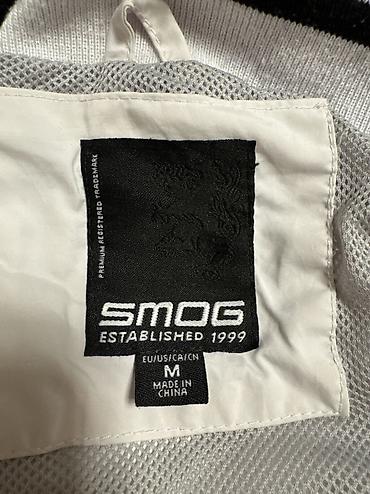 PREMIUM REGISTERED TRADEMARK
SMOG
ESTABLISHED 1999
EU/US/CA/CN
M
MADE IN
CHINA